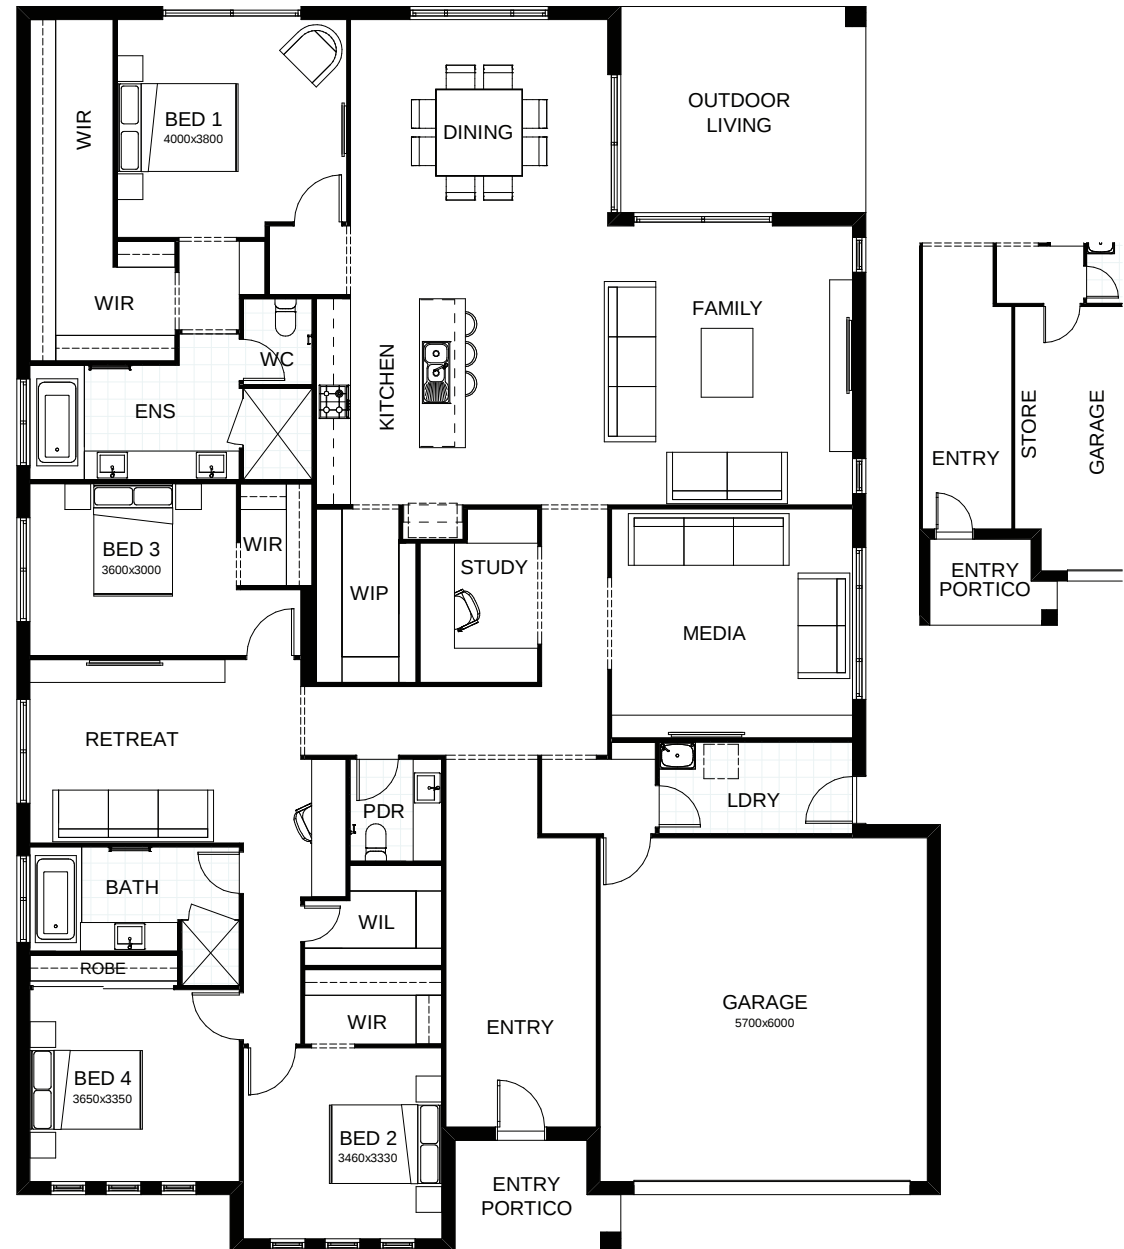 WIR
BED 1
4000x3800
DINING
OUTDOOR
LIVING
WIR
FAMILY
KITCHEN
WC
ENS
BED 3
3600x3000
WIR
WIP
STUDY
MEDIA
RETREAT
PDR
LDRY
BATH
WIL
ROBE
WIR
ENTRY
GARAGE
5700x6000
BED 4
3650x3350
BED 2
3460x3330
ENTRY
PORTICO
ENTRY
STORE
GARAGE
ENTRY
PORTICO